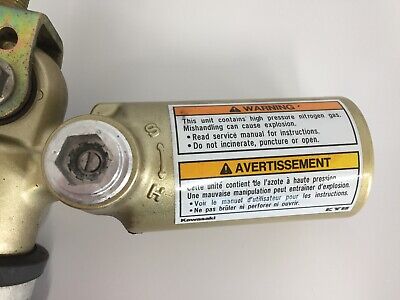 WARNING
This unit contains high pressure nitrogen gas.
Mishandling can cause explosion.
• Read service manual for instructions.
• Do not incinerate, puncture or open.
AVERTISSEMENT
Cette unité contient de l'azote à haute pression
Une mauvaise manipulation peut entraîner d'explosion.
• Voir le manuel d'utilisateur pour les instructions.
• Ne pas brûler ni perforer ni ouvrir.
Kawasaki
S
H